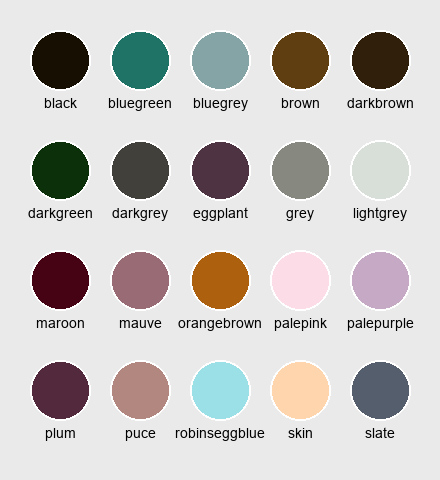 black bluegreen bluegrey brown darkbrown
darkgreen darkgrey eggplant grey lightgrey
maroon mauve orangebrown palepink palepurple
plum puce robinseggblue skin slate